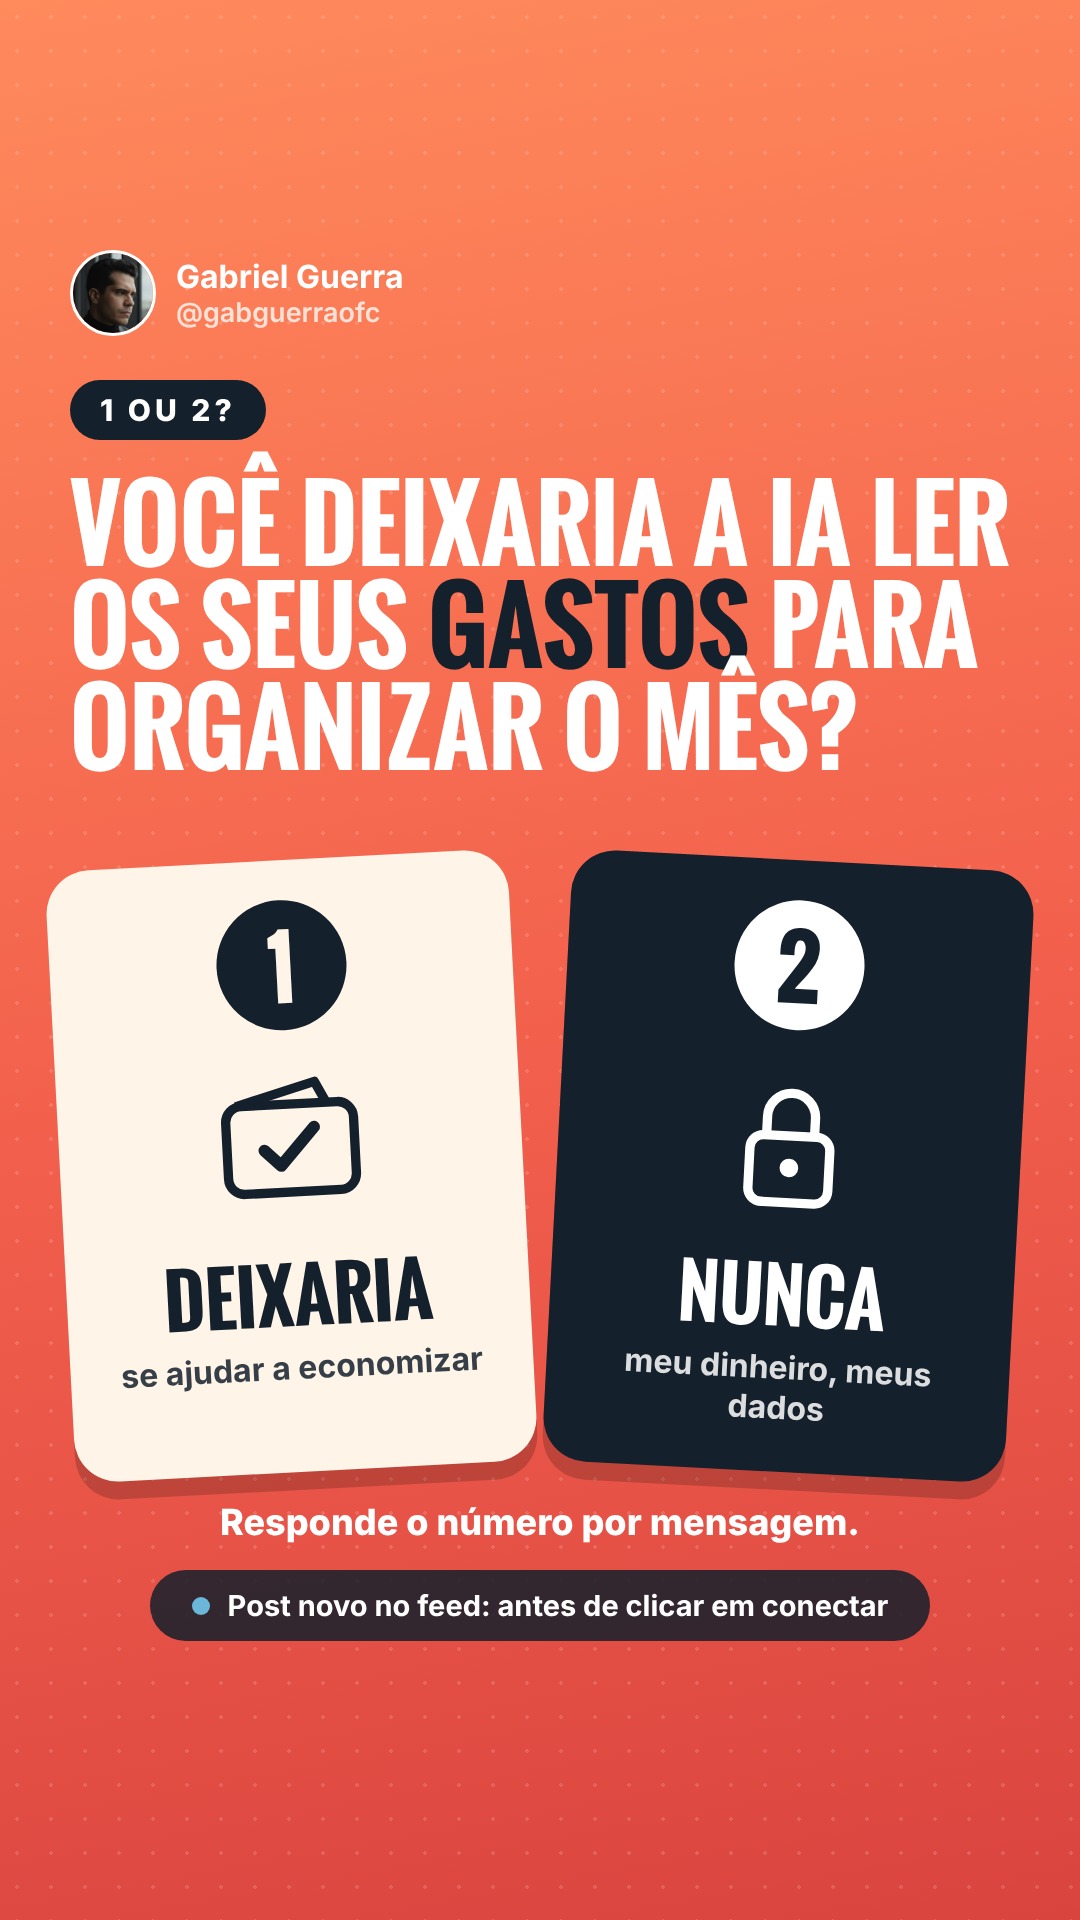 Gabriel Guerra
@gabguerraofc
1 OU 2?
VOCÊ DEIXARIA A IA LER
OS SEUS GASTOS PARA
ORGANIZAR O MÊS?
1
DEIXARIA
se ajudar a economizar
2
NUNCA
meu dinheiro, meus
dados
Responde o número por mensagem.
Post novo no feed: antes de clicar em conectar